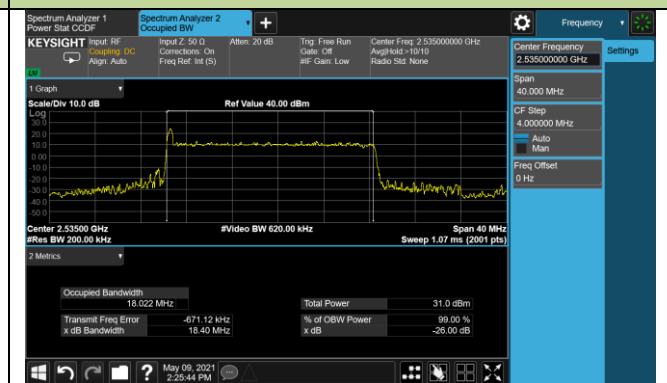 Spectrum Analyzer 1
Power Stat CCDF
Spectrum Analyzer 2
Occupied BW
Frequency
KEYSIGHT
Input: RF
Coupling: DC
Align: Auto
Input Z: 50 Ω
Corrections: On
Freq Ref: Int (S)
Atten: 20 dB
Trig: Free Run
Gate: Off
#IF Gain: Low
Center Freq: 2.535000000 GHz
Avg|Hold:>10/10
Radio Std: None
Center Frequency
2.535000000 GHz
Settings
Span
40.000 MHz
CF Step
4.000000 MHz
Auto
Man
Freq Offset
0 Hz
1 Graph
Scale/Div 10.0 dB
Ref Value 40.00 dBm
Log
30.0
20.0
10.0
0.00
-10.0
-20.0
-30.0
-40.0
-50.0
Center 2.53500 GHz
#Video BW 620.00 kHz
Span 40 MHz
#Res BW 200.00 kHz
Sweep 1.07 ms (2001 pts)
2 Metrics
Occupied Bandwidth
18.022 MHz
Total Power
31.0 dBm
Transmit Freq Error
-671.12 kHz
% of OBW Power
99.00 %
x dB Bandwidth
18.40 MHz
x dB
-26.00 dB
?
May 09, 2021
2:25:44 PM